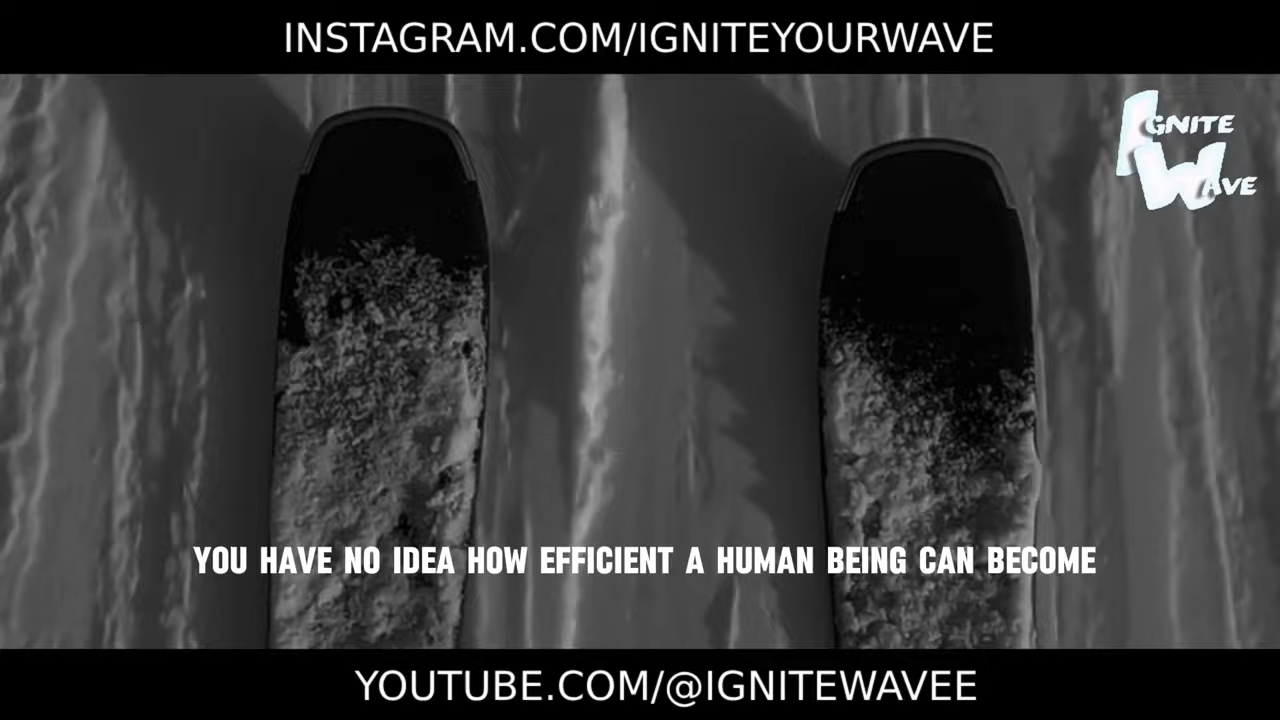 INSTAGRAM.COM/IGNITEYOURWAVE
IGNITE
WAVE
YOU HAVE NO IDEA HOW EFFICIENT A HUMAN BEING CAN BECOME
YOUTUBE.COM/@IGNITEWAVEE